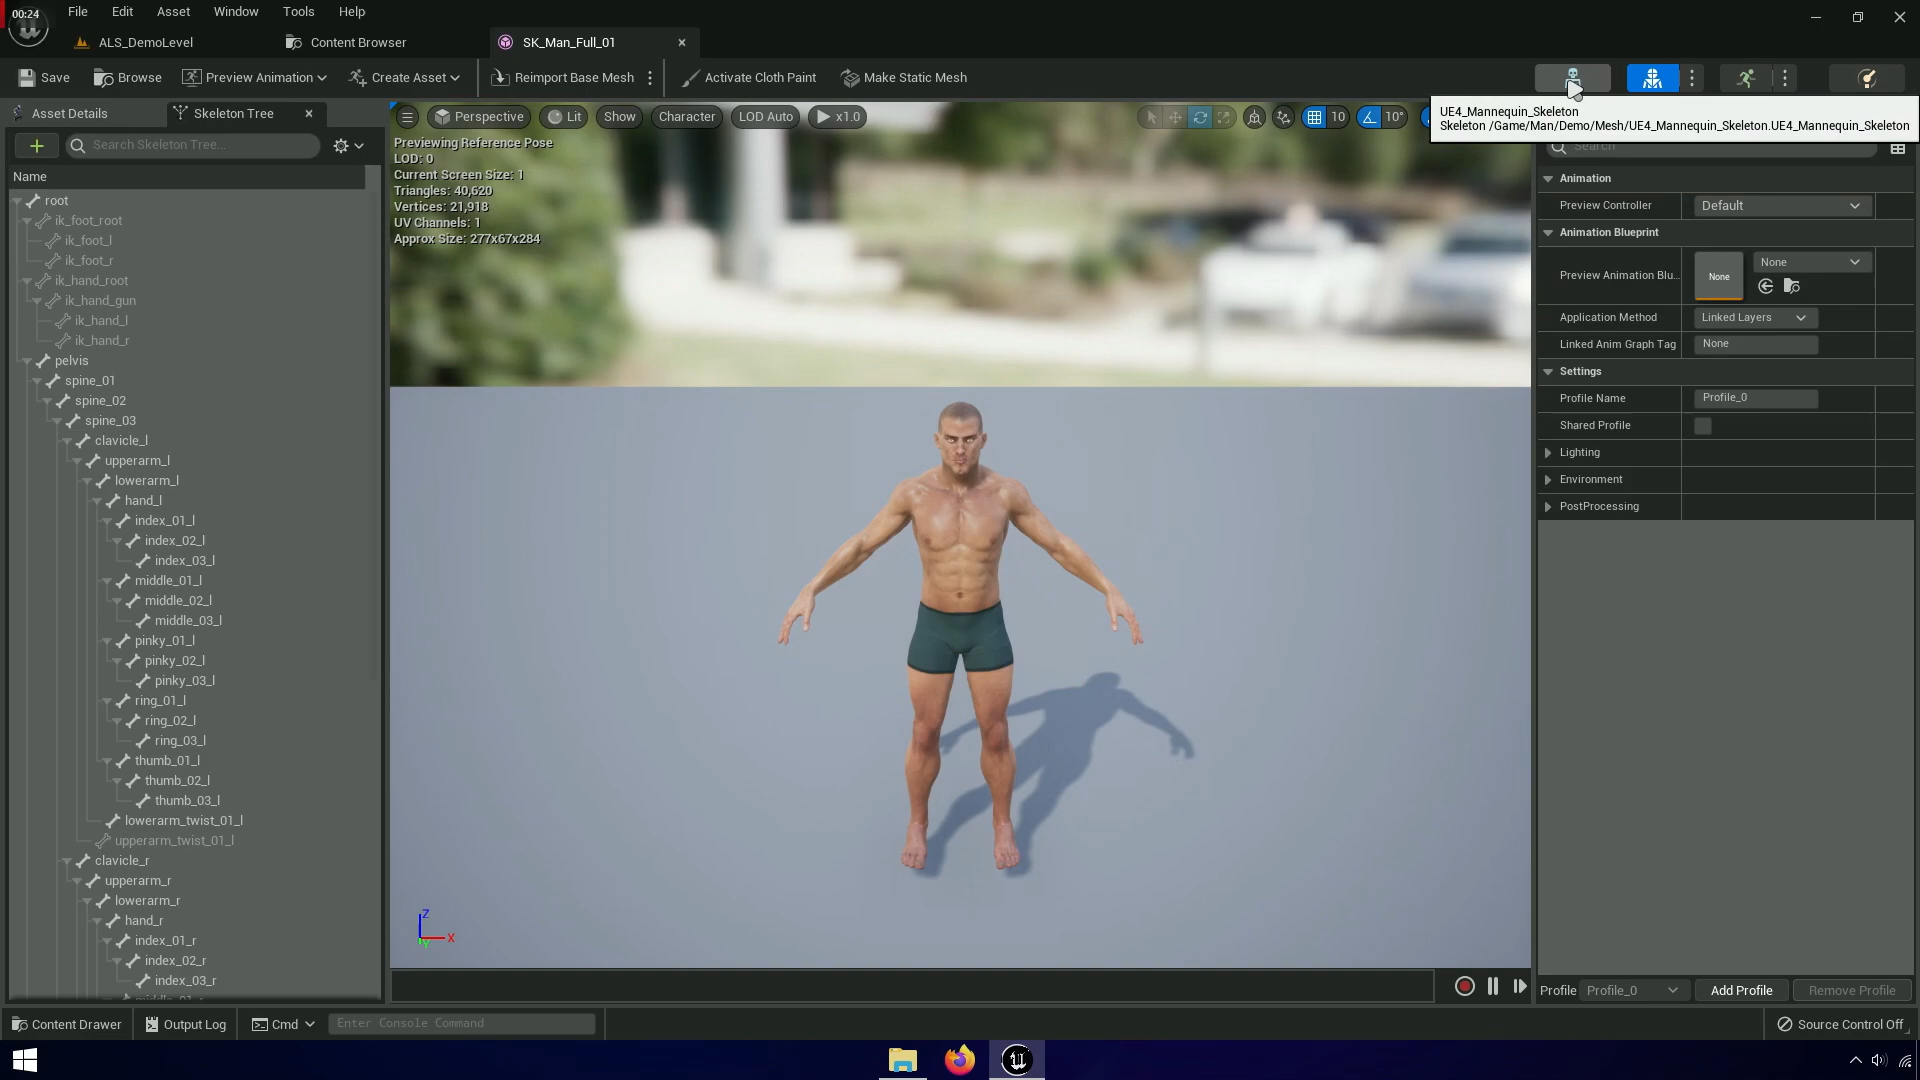 00:24
File Edit Asset Window Tools Help
ALS_DemoLevel Content Browser SK_Man_Full_01
Save Browse Preview Animation Create Asset Reimport Base Mesh Activate Cloth Paint Make Static Mesh
UE4_Mannequin_Skeleton
Skeleton /Game/Man/Demo/Mesh/UE4_Mannequin_Skeleton.UE4_Mannequin_Skeleton
Asset Details Skeleton Tree
Search Skeleton Tree...
Name
root
ik_foot_root
ik_foot_l
ik_foot_r
ik_hand_root
ik_hand_gun
ik_hand_l
ik_hand_r
pelvis
spine_01
spine_02
spine_03
clavicle_l
upperarm_l
lowerarm_l
hand_l
index_01_l
index_02_l
index_03_l
middle_01_l
middle_02_l
middle_03_l
pinky_01_l
pinky_02_l
pinky_03_l
ring_01_l
ring_02_l
ring_03_l
thumb_01_l
thumb_02_l
thumb_03_l
lowerarm_twist_01_l
upperarm_twist_01_l
clavicle_r
upperarm_r
lowerarm_r
hand_r
index_01_r
index_02_r
index_03_r
middle_01_r
Perspective Lit Show Character LOD Auto x1.0 10 10°
Previewing Reference Pose
LOD: 0
Current Screen Size: 1
Triangles: 40,620
Vertices: 21,918
UV Channels: 1
Approx Size: 277x67x284
Z
X
Y
Search
Animation
Preview Controller Default
Animation Blueprint
Preview Animation Blu... None None
Application Method Linked Layers
Linked Anim Graph Tag None
Settings
Profile Name Profile_0
Shared Profile
Lighting
Environment
PostProcessing
Profile Profile_0 Add Profile Remove Profile
Content Drawer Output Log Cmd Enter Console Command Source Control Off